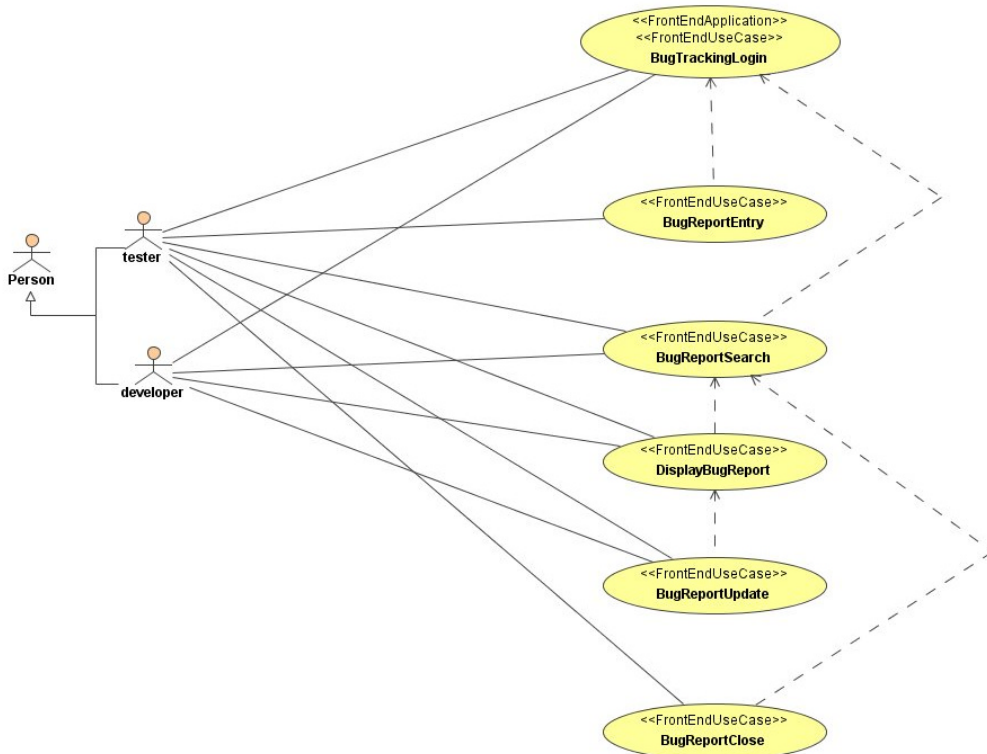 <<FrontEndApplication>>
<<FrontEndUseCase>>
BugTrackingLogin
<<FrontEndUseCase>>
BugReportEntry
tester
Person
<<FrontEndUseCase>>
BugReportSearch
developer
<<FrontEndUseCase>>
DisplayBugReport
<<FrontEndUseCase>>
BugReportUpdate
<<FrontEndUseCase>>
BugReportClose